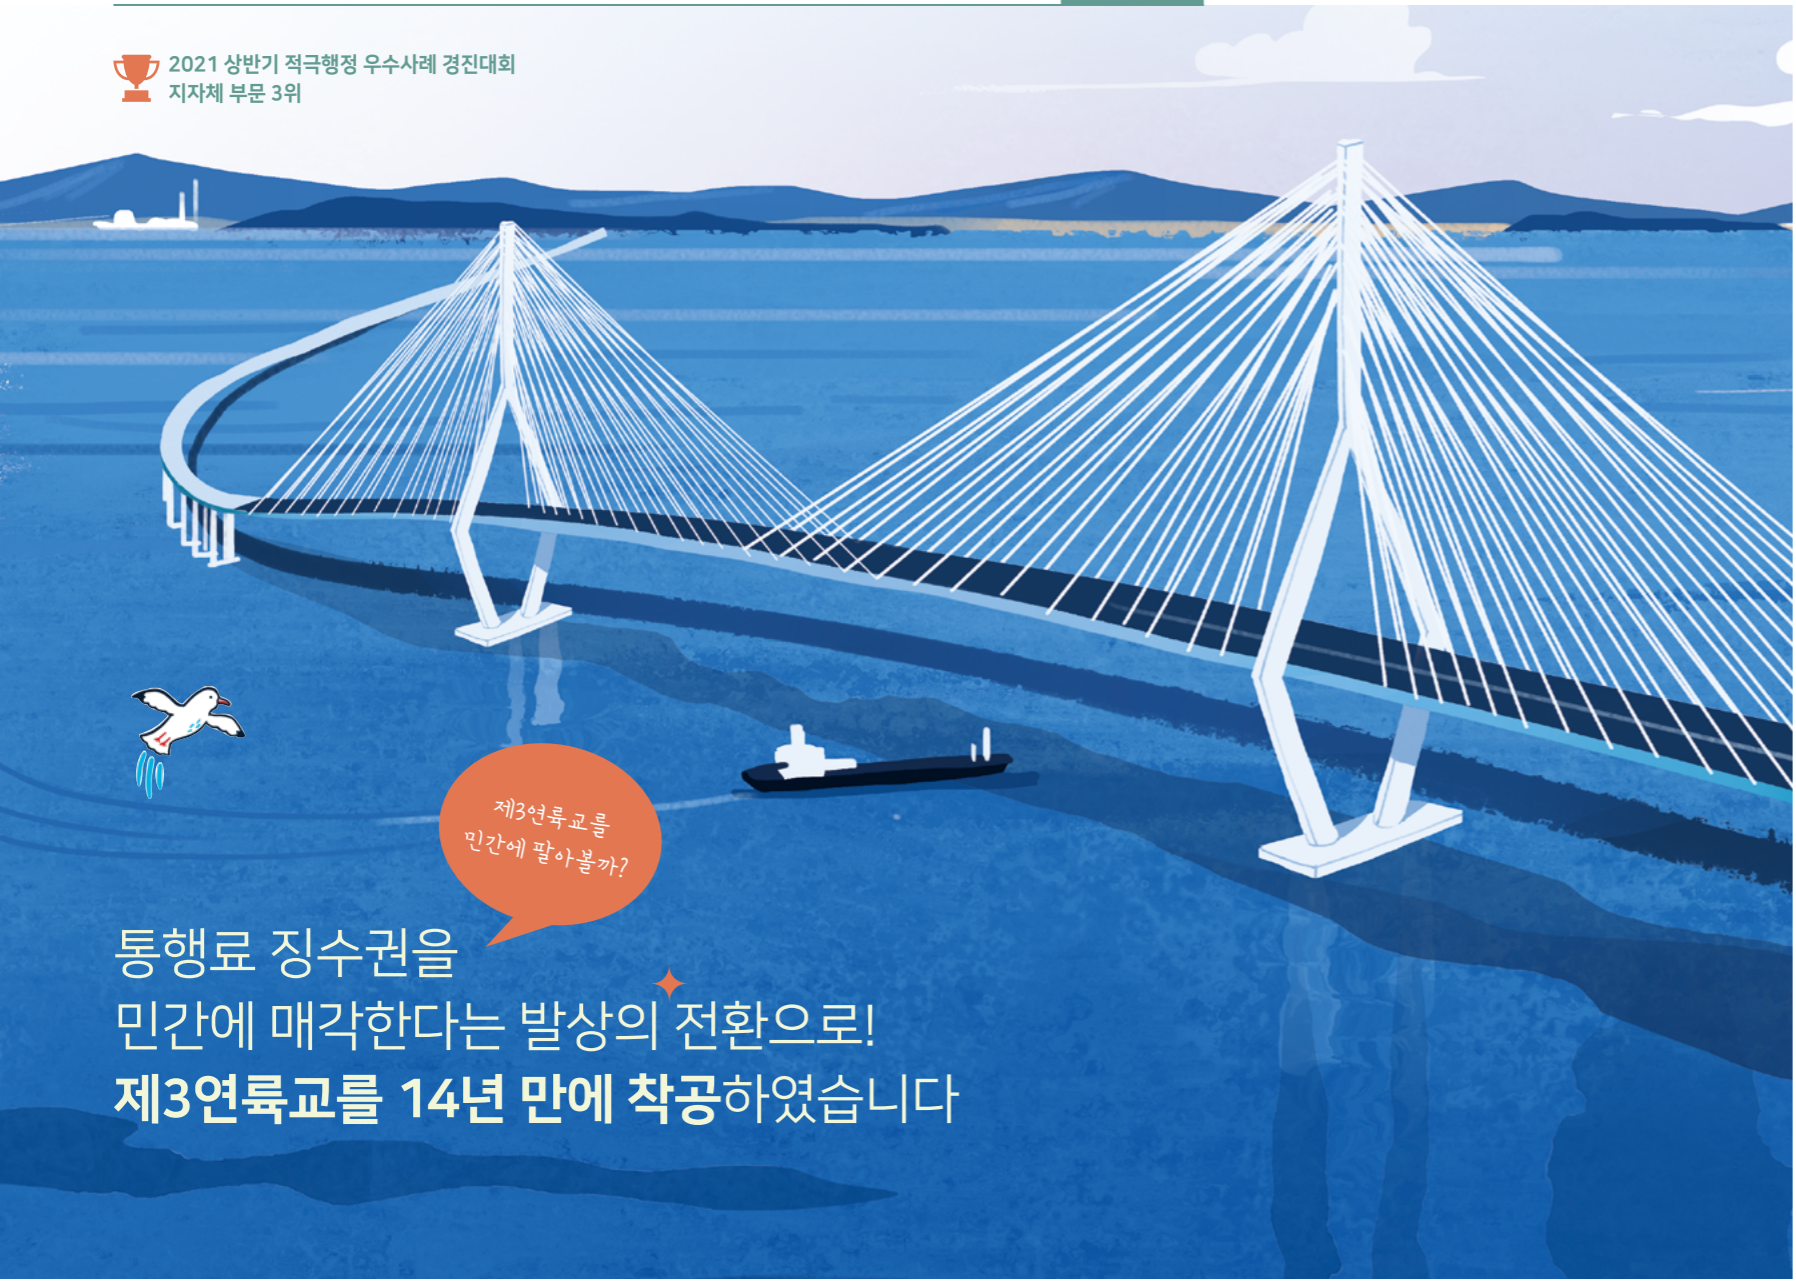 2021 상반기 적극행정 우수사례 경진대회
지자체 부문 3위
제3연륙교를
민간에 팔아볼까?
통행료 징수권을
민간에 매각한다는 발상의 전환으로!
제3연륙교를 14년 만에 착공하였습니다